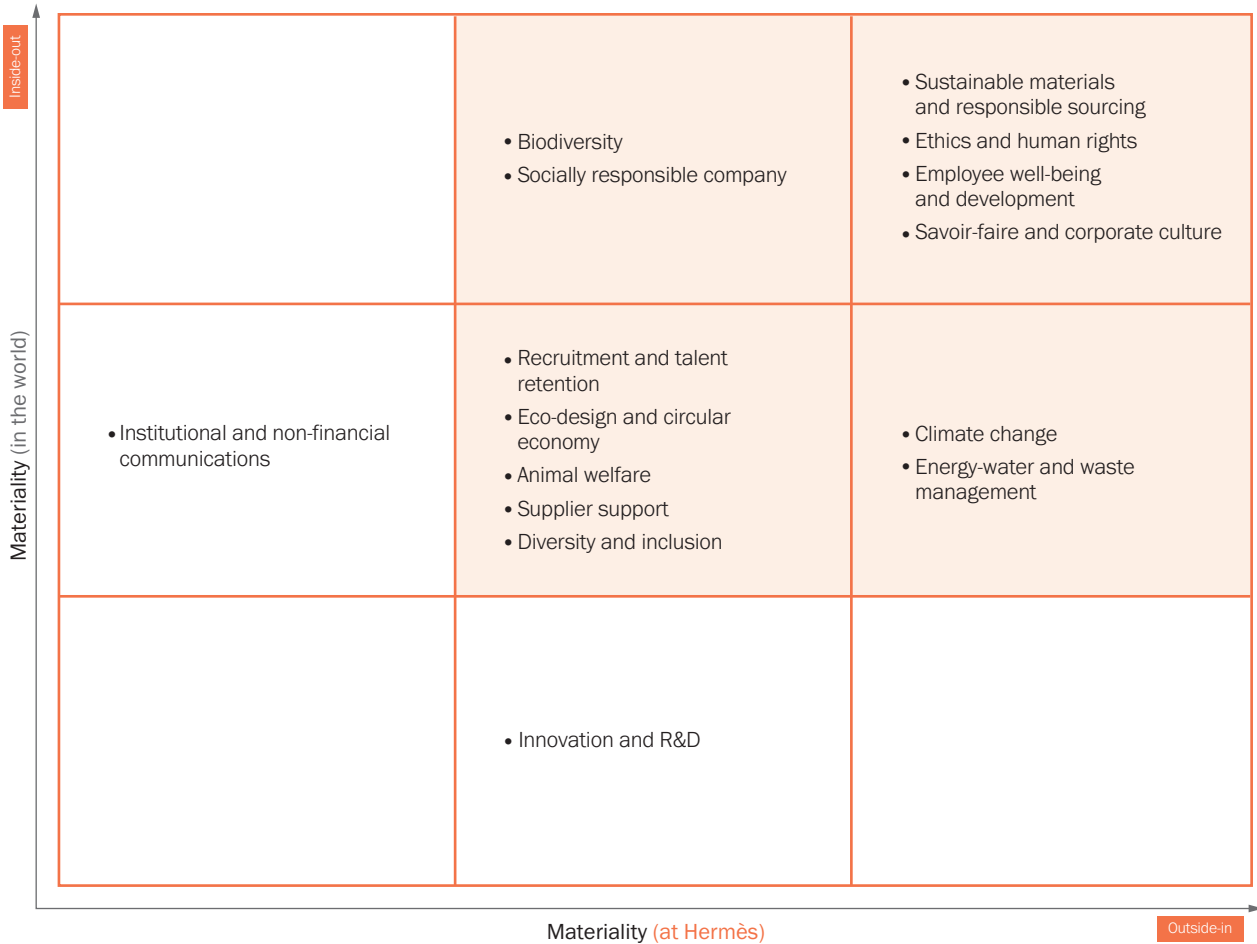 Inside-out
Materiality (in the world)
• Biodiversity
• Socially responsible company
• Sustainable materials
and responsible sourcing
• Ethics and human rights
• Employee well-being
and development
• Savoir-faire and corporate culture
• Institutional and non-financial
communications
• Recruitment and talent
retention
• Eco-design and circular
economy
• Animal welfare
• Supplier support
• Diversity and inclusion
• Climate change
• Energy-water and waste
management
• Innovation and R&D
Materiality (at Hermès)
Outside-in